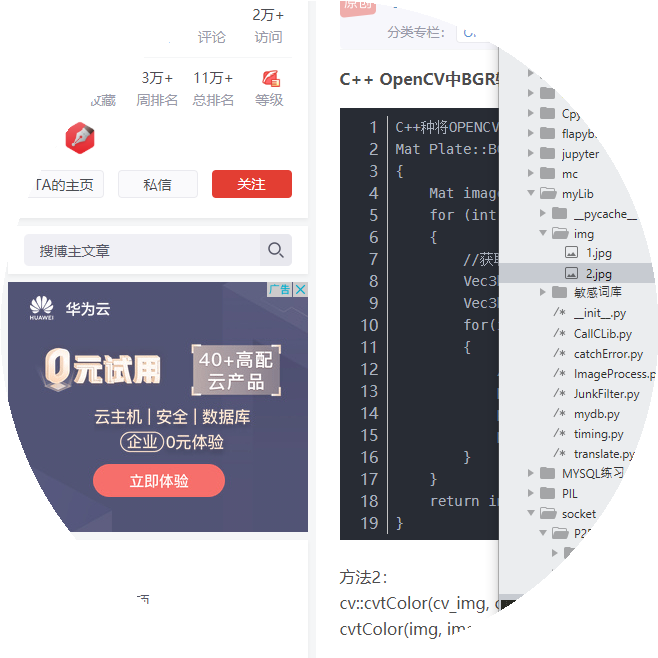 2万+
评论 访问
3万+ 11万+
收藏 周排名 总排名 等级
TA的主页 私信 关注
搜博主文章
广告
HUAWEI 华为云
0元试用
40+高配
云产品
云主机 | 安全 | 数据库
企业 0元体验
立即体验
原创
分类专栏：
C++ OpenCV中BGR
1 C++种将OPENCV
2 Mat Plate::B
3 {
4 Mat imag
5 for (int
6 {
7 //获
8 Vec3
9 Vec3
10 for(
11 {
12
13
14
15
16 }
17 }
18 return i
19 }
方法2：
cv::cvtColor(cv_img,
cvtColor(img, im
flapyb
jupyter
mc
myLib
__pycache__
img
1.jpg
2.jpg
敏感词库
__init__.py
CallCLib.py
catchError.py
ImageProcess.p
JunkFilter.py
mydb.py
timing.py
translate.py
MYSQL练习
PIL
socket